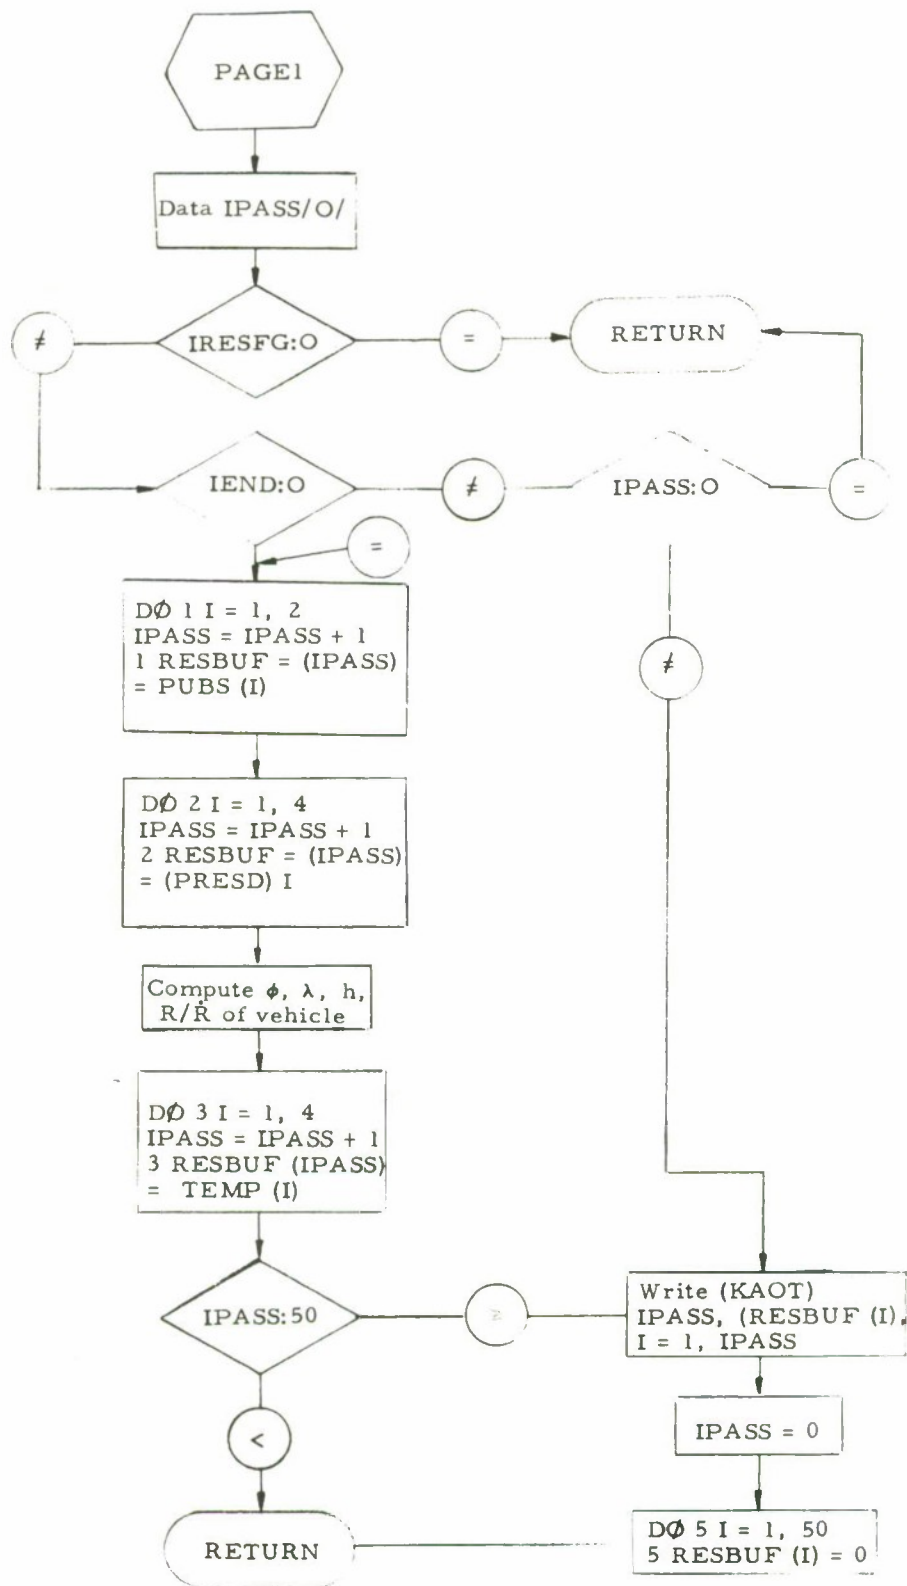 PAGE1
Data IPASS/O/
≠
IRESFG:O
=
RETURN
IEND:O
≠
IPASS:O
=
=
DØ 1 I = 1, 2
IPASS = IPASS + 1
1 RESBUF = (IPASS)
= PUBS (I)
≠
DØ 2 I = 1, 4
IPASS = IPASS + 1
2 RESBUF = (IPASS)
= (PRESD) I
Compute ϕ, λ, h,
R/Ṙ of vehicle
DØ 3 I = 1, 4
IPASS = IPASS + 1
3 RESBUF (IPASS)
= TEMP (I)
IPASS:50
Write (KAOT)
IPASS, (RESBUF (I),
I = 1, IPASS
<
IPASS = 0
RETURN
DØ 5 I = 1, 50
5 RESBUF (I) = 0